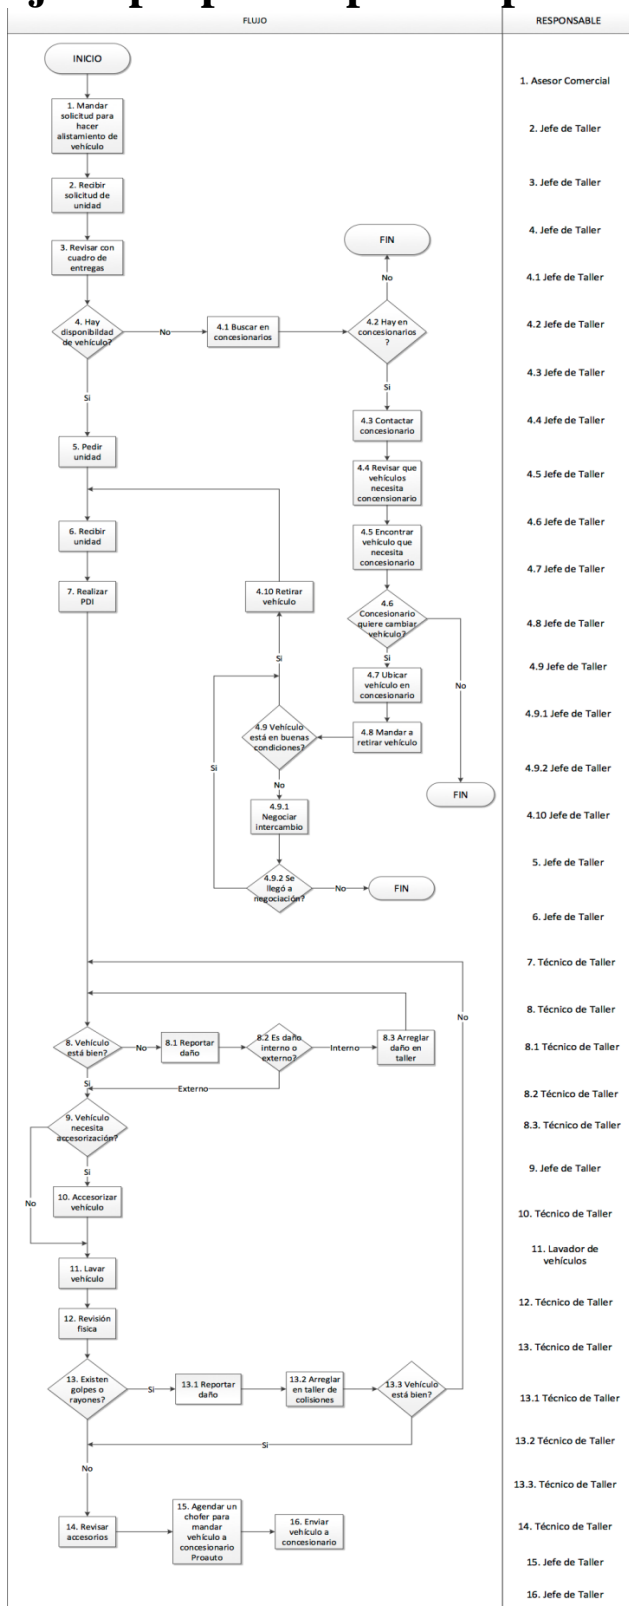 FLUJO
RESPONSABLE
INICIO
1. Mandar
solicitud para
hacer
alistamiento de
vehículo
2. Recibir
solicitud de
unidad
3. Revisar con
cuadro de
entregas
4. Hay
disponibildad
de vehículo?
No
4.1 Buscar en
concesionarios
4.2 Hay en
concesionarios
?
No
FIN
Si
Si
4.3 Contactar
concesionario
4.4 Revisar que
vehículos
necesita
concensionario
4.5 Encontrar
vehículo que
necesita
concesionario
4.6
Concesionario
quiere cambiar
vehículo?
Si
No
FIN
4.7 Ubicar
vehículo en
concesionario
4.8 Mandar a
retirar vehículo
4.9 Vehículo
está en buenas
condiciones?
Si
4.10 Retirar
vehículo
No
4.9.1
Negociar
intercambio
4.9.2 Se
llegó a
negociación?
Si
No
FIN
5. Pedir
unidad
6. Recibir
unidad
7. Realizar
PDI
8. Vehículo
está bien?
No
8.1 Reportar
daño
8.2 Es daño
interno o
externo?
Interno
8.3 Arreglar
daño en
taller
No
Externo
Si
9. Vehículo
necesita
accesorización?
Si
No
10. Accesorizar
vehículo
11. Lavar
vehículo
12. Revisión
fisica
13. Existen
golpes o
rayones?
Si
13.1 Reportar
daño
13.2 Arreglar
en taller de
colisiones
13.3 Vehículo
está bien?
Si
No
14. Revisar
accesorios
15. Agendar un
chofer para
mandar
vehículo a
concesionario
Proauto
16. Enviar
vehículo a
concesionario
1. Asesor Comercial
2. Jefe de Taller
3. Jefe de Taller
4. Jefe de Taller
4.1 Jefe de Taller
4.2 Jefe de Taller
4.3 Jefe de Taller
4.4 Jefe de Taller
4.5 Jefe de Taller
4.6 Jefe de Taller
4.7 Jefe de Taller
4.8 Jefe de Taller
4.9 Jefe de Taller
4.9.1 Jefe de Taller
4.9.2 Jefe de Taller
4.10 Jefe de Taller
5. Jefe de Taller
6. Jefe de Taller
7. Técnico de Taller
8. Técnico de Taller
8.1 Técnico de Taller
8.2 Técnico de Taller
8.3. Técnico de Taller
9. Jefe de Taller
10. Técnico de Taller
11. Lavador de
vehículos
12. Técnico de Taller
13. Técnico de Taller
13.1 Técnico de Taller
13.2 Técnico de Taller
13.3. Técnico de Taller
14. Técnico de Taller
15. Jefe de Taller
16. Jefe de Taller